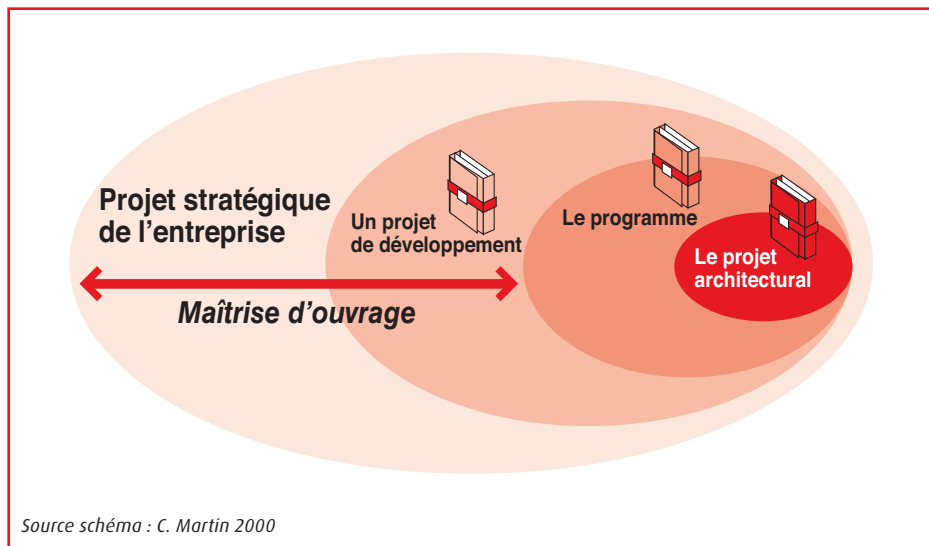 Projet stratégique
de l’entreprise
Un projet
de développement
Le programme
Le projet
architectural
Maîtrise d’ouvrage
Source schéma : C. Martin 2000